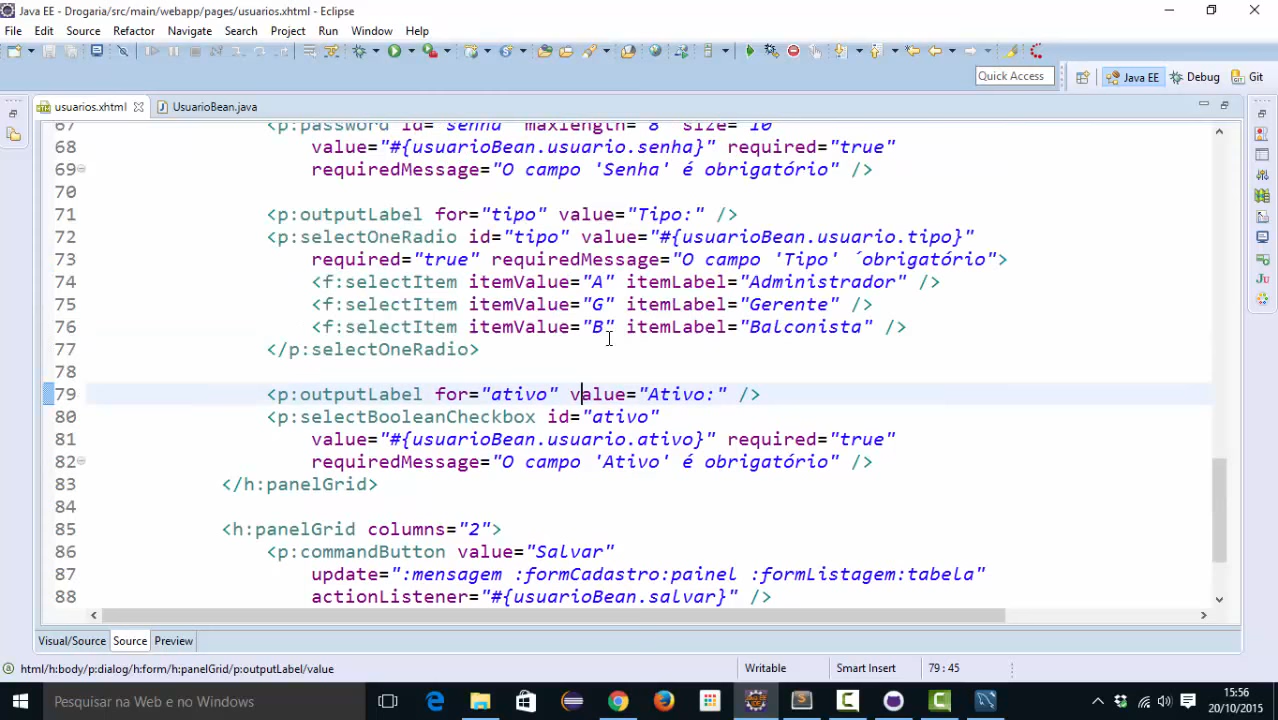 Java EE - Drogaria/src/main/webapp/pages/usuarios.xhtml - Eclipse
File Edit Source Refactor Navigate Search Project Run Window Help
Quick Access Java EE Debug Git
usuarios.xhtml UsuarioBean.java
67 <p:password id="senha" maxlength="8" size="10"
68 value="#{usuarioBean.usuario.senha}" required="true"
69 requiredMessage="O campo 'Senha' é obrigatório" />
70
71 <p:outputLabel for="tipo" value="Tipo:" />
72 <p:selectOneRadio id="tipo" value="#{usuarioBean.usuario.tipo}"
73 required="true" requiredMessage="O campo 'Tipo' ´obrigatório">
74 <f:selectItem itemValue="A" itemLabel="Administrador" />
75 <f:selectItem itemValue="G" itemLabel="Gerente" />
76 <f:selectItem itemValue="B" itemLabel="Balconista" />
77 </p:selectOneRadio>
78
79 <p:outputLabel for="ativo" value="Ativo:" />
80 <p:selectBooleanCheckbox id="ativo"
81 value="#{usuarioBean.usuario.ativo}" required="true"
82 requiredMessage="O campo 'Ativo' é obrigatório" />
83 </h:panelGrid>
84
85 <h:panelGrid columns="2">
86 <p:commandButton value="Salvar"
87 update=":mensagem :formCadastro:painel :formListagem:tabela"
88 actionListener="#{usuarioBean.salvar}" />
Visual/Source Source Preview
html/h:body/p:dialog/h:form/h:panelGrid/p:outputLabel/value Writable Smart Insert 79 : 45
Pesquisar na Web e no Windows 15:56
20/10/2015